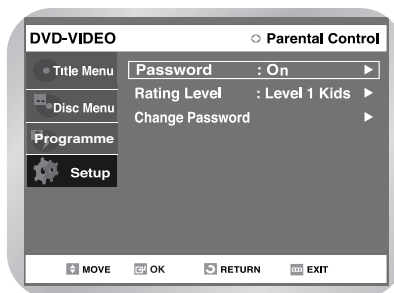 DVD-VIDEO Parental Control
Title Menu
Disc Menu
Programme
Setup
Password : On
Rating Level : Level 1 Kids
Change Password
MOVE OK RETURN EXIT